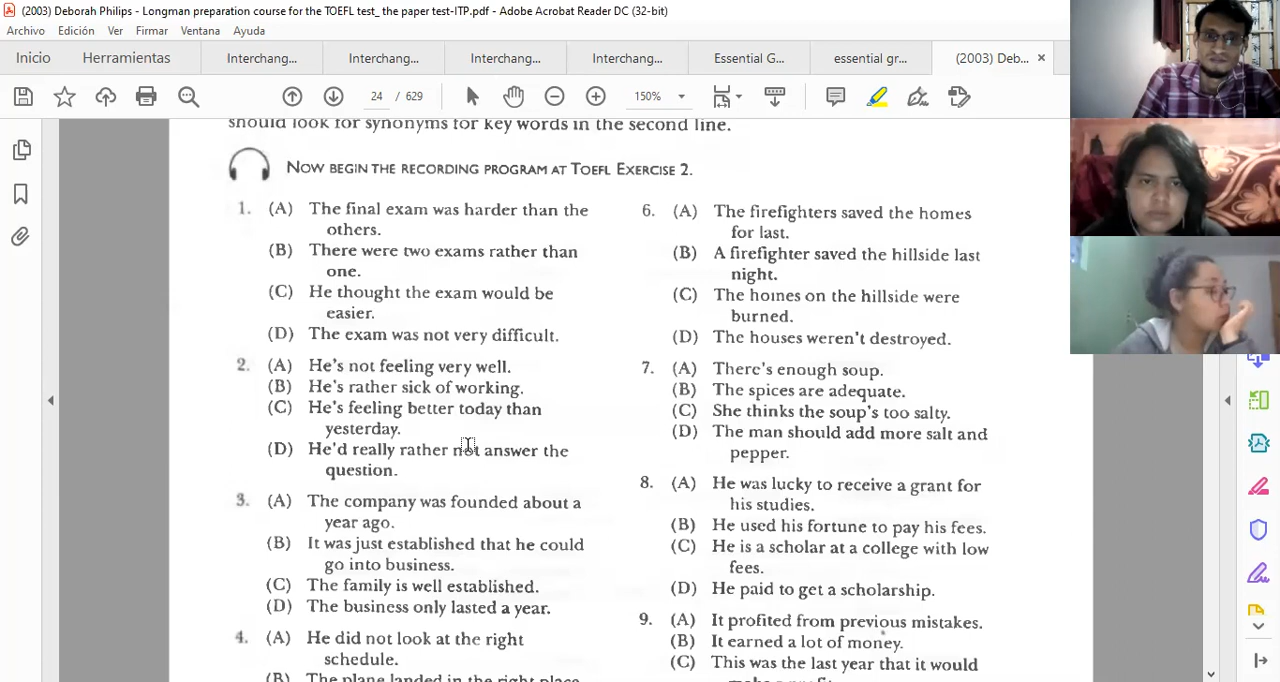 (2003) Deborah Philips - Longman preparation course for the TOEFL test_ the paper test-ITP.pdf - Adobe Acrobat Reader DC (32-bit)
Archivo Edición Ver Firmar Ventana Ayuda
Inicio Herramientas Interchang... Interchang... Interchang... Interchang... Essential G... essential gr... (2003) Deb... ×
24 / 629 150%
should look for synonyms for key words in the second line.
NOW BEGIN THE RECORDING PROGRAM AT TOEFL EXERCISE 2.
1. (A) The final exam was harder than the
others.
(B) There were two exams rather than
one.
(C) He thought the exam would be
easier.
(D) The exam was not very difficult.
2. (A) He's not feeling very well.
(B) He's rather sick of working.
(C) He's feeling better today than
yesterday.
(D) He'd really rather not answer the
question.
3. (A) The company was founded about a
year ago.
(B) It was just established that he could
go into business.
(C) The family is well established.
(D) The business only lasted a year.
4. (A) He did not look at the right
schedule.
(B) The plane landed in the right place
6. (A) The firefighters saved the homes
for last.
(B) A firefighter saved the hillside last
night.
(C) The homes on the hillside were
burned.
(D) The houses weren't destroyed.
7. (A) There's enough soup.
(B) The spices are adequate.
(C) She thinks the soup's too salty.
(D) The man should add more salt and
pepper.
8. (A) He was lucky to receive a grant for
his studies.
(B) He used his fortune to pay his fees.
(C) He is a scholar at a college with low
fees.
(D) He paid to get a scholarship.
9. (A) It profited from previous mistakes.
(B) It earned a lot of money.
(C) This was the last year that it would
make a profit.